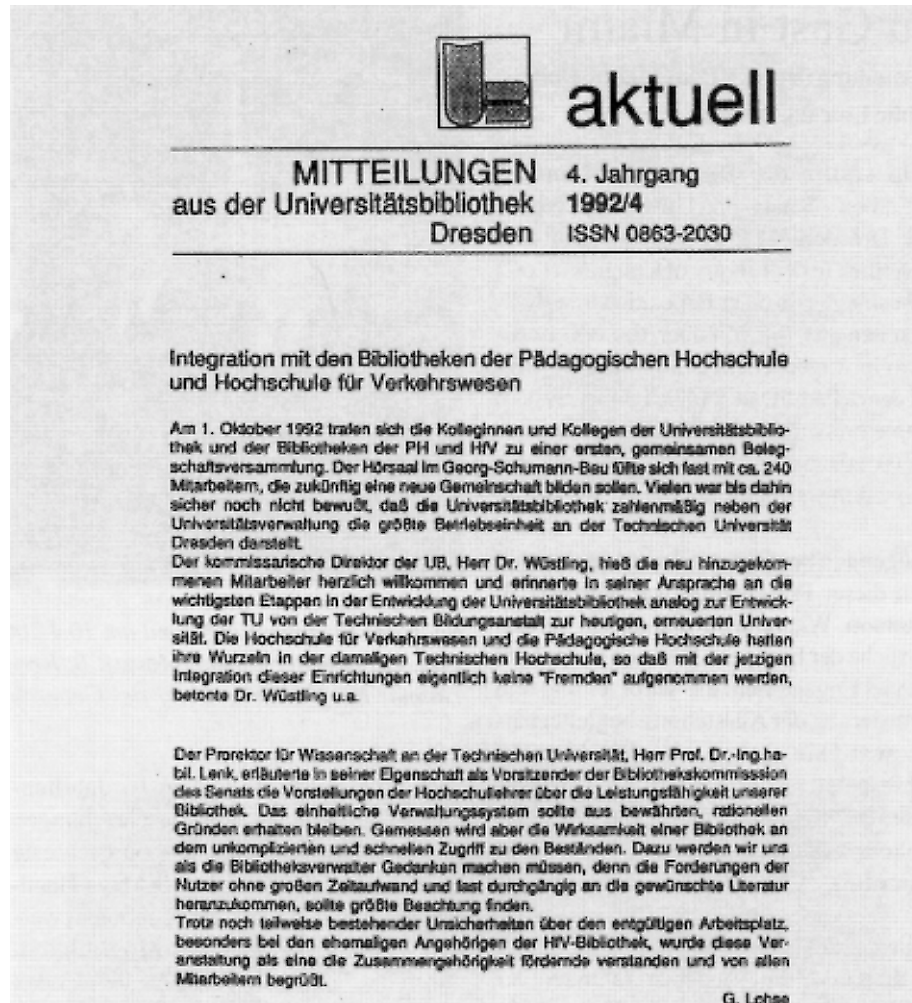 aktuell
MITTEILUNGEN 4. Jahrgang
aus der Universitätsbibliothek 1992/4
Dresden ISSN 0863-2030
Integration mit den Bibliotheken der Pädagogischen Hochschule
und Hochschule für Verkehrswesen
Am 1. Oktober 1992 trafen sich die Kolleginnen und Kollegen der Universitätsbiblio-
thek und der Bibliotheken der PH und HfV zu einer ersten, gemeinsamen Beleg-
schaftsversammlung. Der Hörsaal im Georg-Schumann-Bau füllte sich fast mit ca. 240
Mitarbeitern, die zukünftig eine neue Gemeinschaft bilden sollen. Vielen war bis dahin
sicher noch nicht bewußt, daß die Universitätsbibliothek zahlenmäßig neben der
Universitätsverwaltung die größte Betriebseinheit an der Technischen Universität
Dresden darstellt.
Der kommissarische Direktor der UB, Herr Dr. Wüstling, hieß die neu hinzugekom-
menen Mitarbeiter herzlich willkommen und erinnerte in seiner Ansprache an die
wichtigsten Etappen in der Entwicklung der Universitätsbibliothek analog zur Entwick-
lung der TU von der Technischen Bildungsanstalt zur heutigen, erneuerten Univer-
sität. Die Hochschule für Verkehrswesen und die Pädagogische Hochschule hatten
ihre Wurzeln in der damaligen Technischen Hochschule, so daß mit der jetzigen
Integration dieser Einrichtungen eigentlich keine "Fremden" aufgenommen werden,
betonte Dr. Wüstling u.a.
Der Prorektor für Wissenschaft an der Technischen Universität, Herr Prof. Dr.-Ing.ha-
bil. Lenk, erläuterte in seiner Eigenschaft als Vorsitzender der Bibliothekskommisssion
des Senats die Vorstellungen der Hochschullehrer über die Leistungsfähigkeit unserer
Bibliothek. Das einheitliche Verwaltungssystem sollte aus bewährten, rationellen
Gründen erhalten bleiben. Gemessen wird aber die Wirksamkeit einer Bibliothek an
dem unkomplizierten und schnellen Zugriff zu den Beständen. Dazu werden wir uns
als die Bibliotheksverwalter Gedanken machen müssen, denn die Forderungen der
Nutzer ohne großen Zeitaufwand und fast durchgängig an die gewünschte Literatur
heranzukommen, sollte größte Beachtung finden.
Trotz noch teilweise bestehender Unsicherheiten über den entgültigen Arbeitsplatz,
besonders bei den ehemaligen Angehörigen der HfV-Bibliothek, wurde diese Ver-
anstaltung als eine die Zusammengehörigkeit fördernde verstanden und von allen
Mitarbeitern begrüßt.
G. Lohse